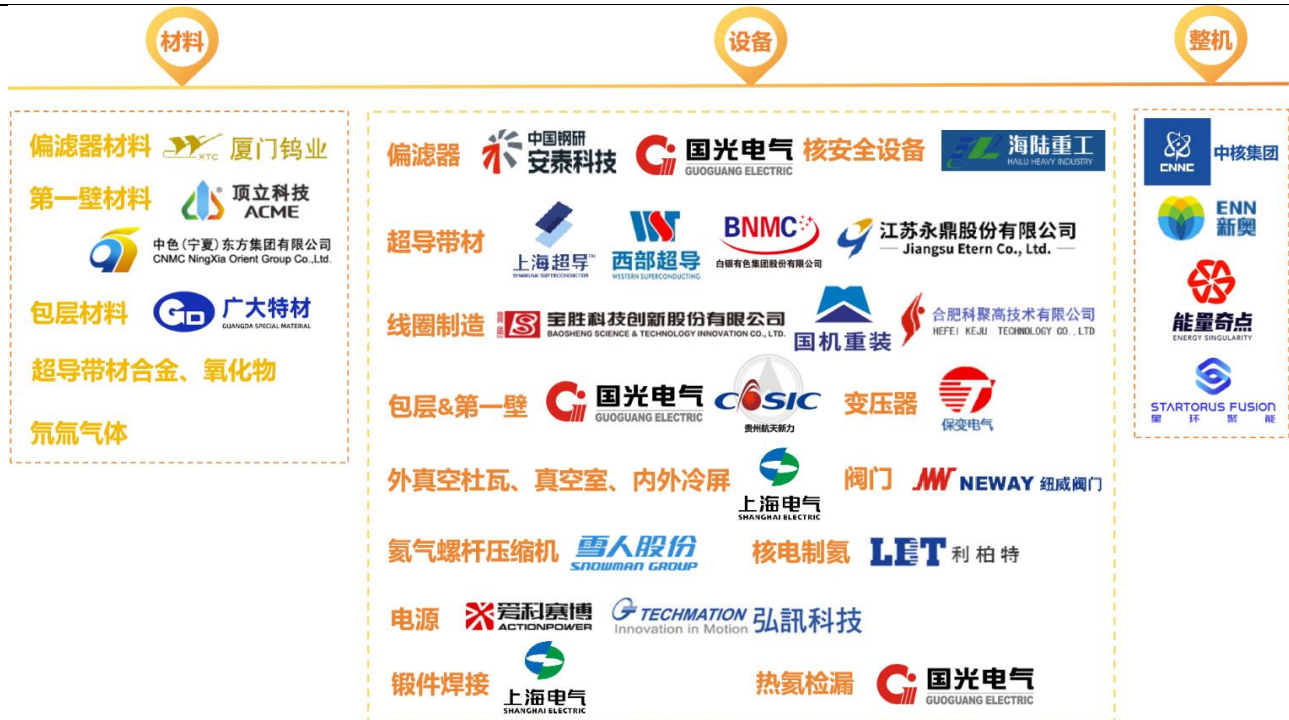 材料
设备
整机
偏滤器材料
XTC
厦门钨业
第一壁材料
顶立科技
ACME
中色(宁夏)东方集团有限公司
CNMC NingXia Orient Group Co.,Ltd.
包层材料
GD
广大特材
GUANGDA SPECIAL MATERIAL
超导带材合金、氧化物
氘氚气体
偏滤器
中国钢研
安泰科技
国光电气
GUOGUANG ELECTRIC
核安全设备
海陆重工
HAILU HEAVY INDUSTRY
超导带材
上海超导
SHANGHAI SUPERCONDUCTOR
西部超导
WESTERN SUPERCONDUCTING
BNMC
白银有色集团股份有限公司
江苏永鼎股份有限公司
Jiangsu Etern Co., Ltd.
线圈制造
宝胜科技创新股份有限公司
BAOSHENG SCIENCE & TECHNOLOGY INNOVATION CO., LTD.
国机重装
合肥科聚高技术有限公司
HEFEI KEJU TECHNOLOGY CO.,LTD
包层&第一壁
国光电气
GUOGUANG ELECTRIC
CASIC
贵州航天新力
变压器
保变电气
外真空杜瓦、真空室、内外冷屏
上海电气
SHANGHAI ELECTRIC
阀门
NEWAY 纽威阀门
氦气螺杆压缩机
雪人股份
SNOWMAN GROUP
核电制氦
LBT 利柏特
电源
爱科赛博
ACTIONPOWER
TECHMATION
Innovation in Motion
弘訊科技
锻件焊接
上海电气
SHANGHAI ELECTRIC
热氦检漏
国光电气
GUOGUANG ELECTRIC
CNNC
中核集团
ENN
新奥
能量奇点
ENERGY SINGULARITY
STARTORUS FUSION
星环聚能